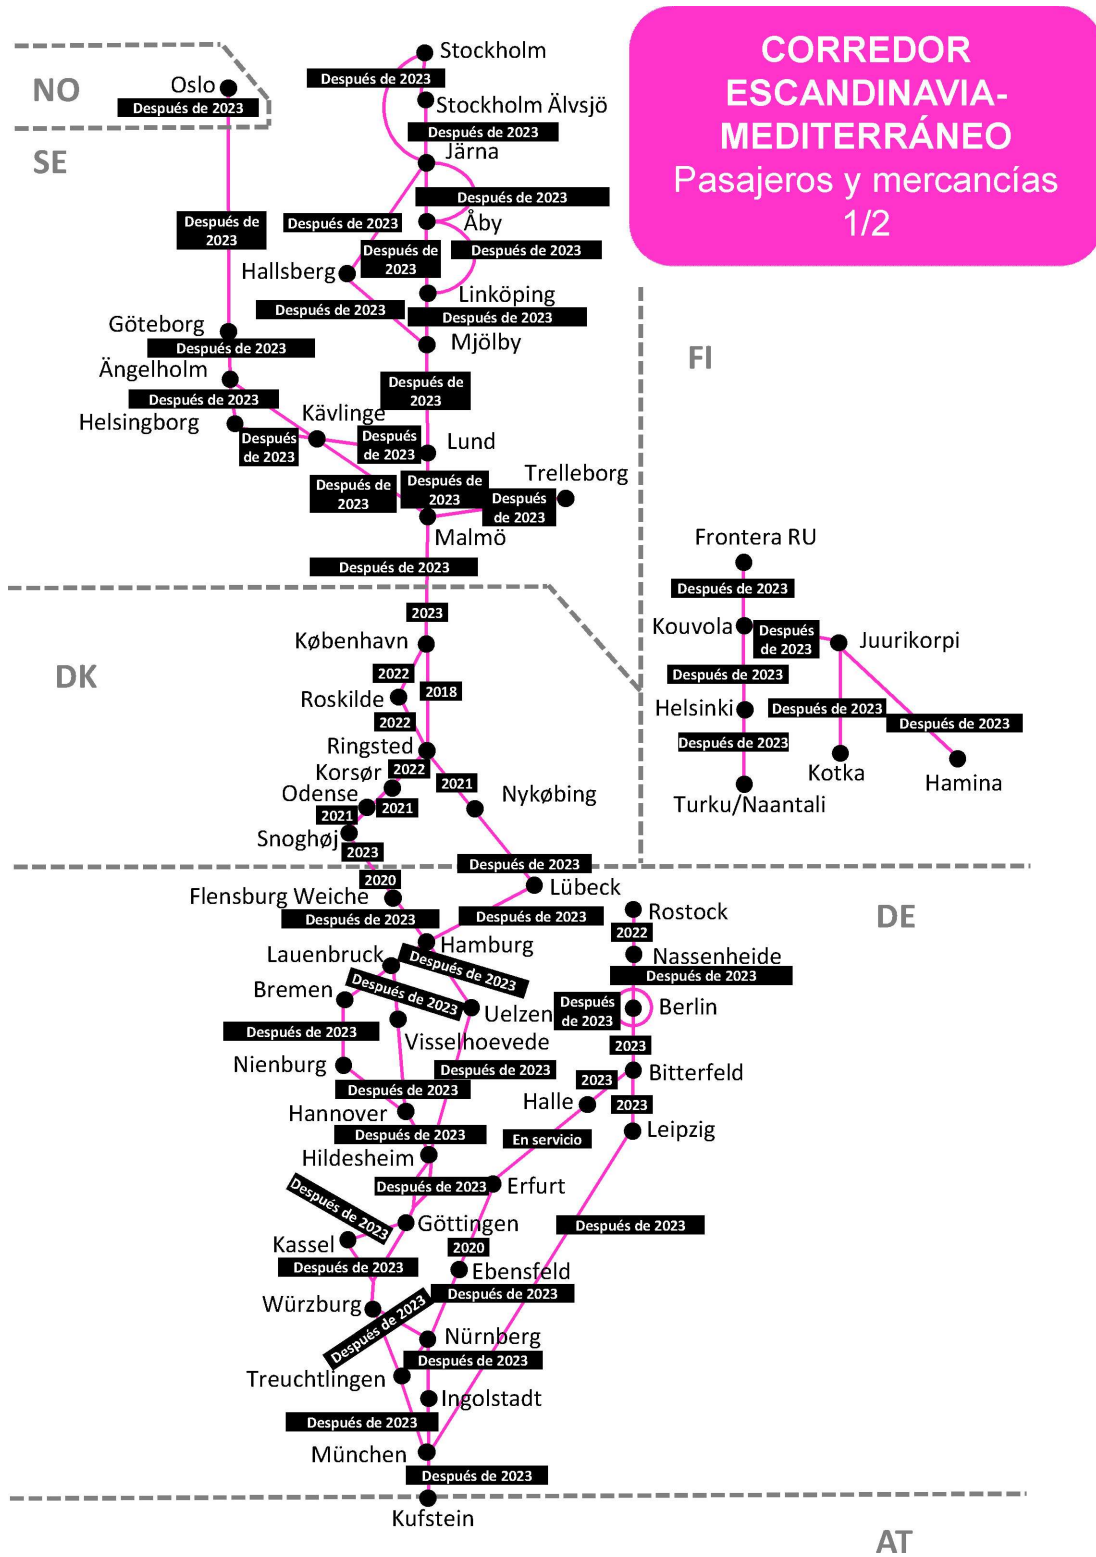 CORREDOR
ESCANDINAVIA-
MEDITERRÁNEO
Pasajeros y mercancías
1/2
NO
Oslo
Después de 2023
SE
Stockholm
Después de 2023
Stockholm Älvsjö
Después de 2023
Järna
Después de 2023
Después de 2023
Åby
Después de
2023
Después de
2023
Después de 2023
Hallsberg
Linköping
Después de 2023
Después de 2023
Göteborg
Después de 2023
Mjölby
FI
Ängelholm
Después de 2023
Después de
2023
Helsingborg
Kävlinge
Después
de 2023
Después
de 2023
Lund
Después de
2023
Después de
2023
Trelleborg
Después
de 2023
Malmö
Después de 2023
Frontera RU
Después de 2023
Kouvola
Después
de 2023
Juurikorpi
Después de 2023
Helsinki
Después de 2023
Después de 2023
Después de 2023
Kotka
Hamina
Turku/Naantali
DK
2023
København
2022
2018
Roskilde
2022
Ringsted
2022
Korsør
2021
Odense
2021
Nykøbing
2021
Snoghøj
2023
Después de 2023
2020
Lübeck
Flensburg Weiche
Después de 2023
Después de 2023
DE
Rostock
2022
Hamburg
Nassenheide
Lauenbruck
Después de 2023
Después de 2023
Después de 2023
Bremen
Uelzen
Después
de 2023
Berlin
Después de 2023
Visselhoevede
2023
Nienburg
Después de 2023
2023
Bitterfeld
Después de 2023
Halle
2023
Hannover
Después de 2023
En servicio
Leipzig
Hildesheim
Después de 2023
Erfurt
Después de 2023
Göttingen
Después de 2023
Kassel
2020
Después de 2023
Ebensfeld
Después de 2023
Würzburg
Después de 2023
Nürnberg
Después de 2023
Treuchtlingen
Ingolstadt
Después de 2023
München
Después de 2023
Kufstein
AT